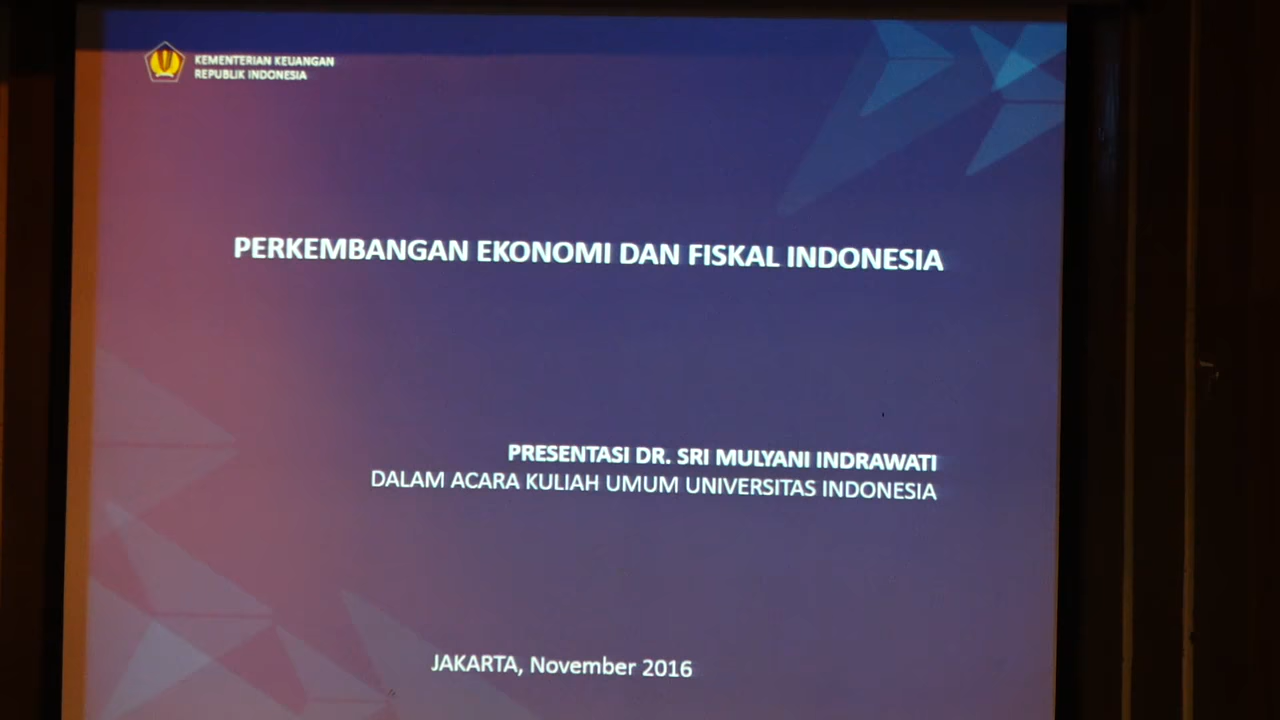 KEMENTERIAN KEUANGAN
REPUBLIK INDONESIA
PERKEMBANGAN EKONOMI DAN FISKAL INDONESIA
PRESENTASI DR. SRI MULYANI INDRAWATI
DALAM ACARA KULIAH UMUM UNIVERSITAS INDONESIA
JAKARTA, November 2016